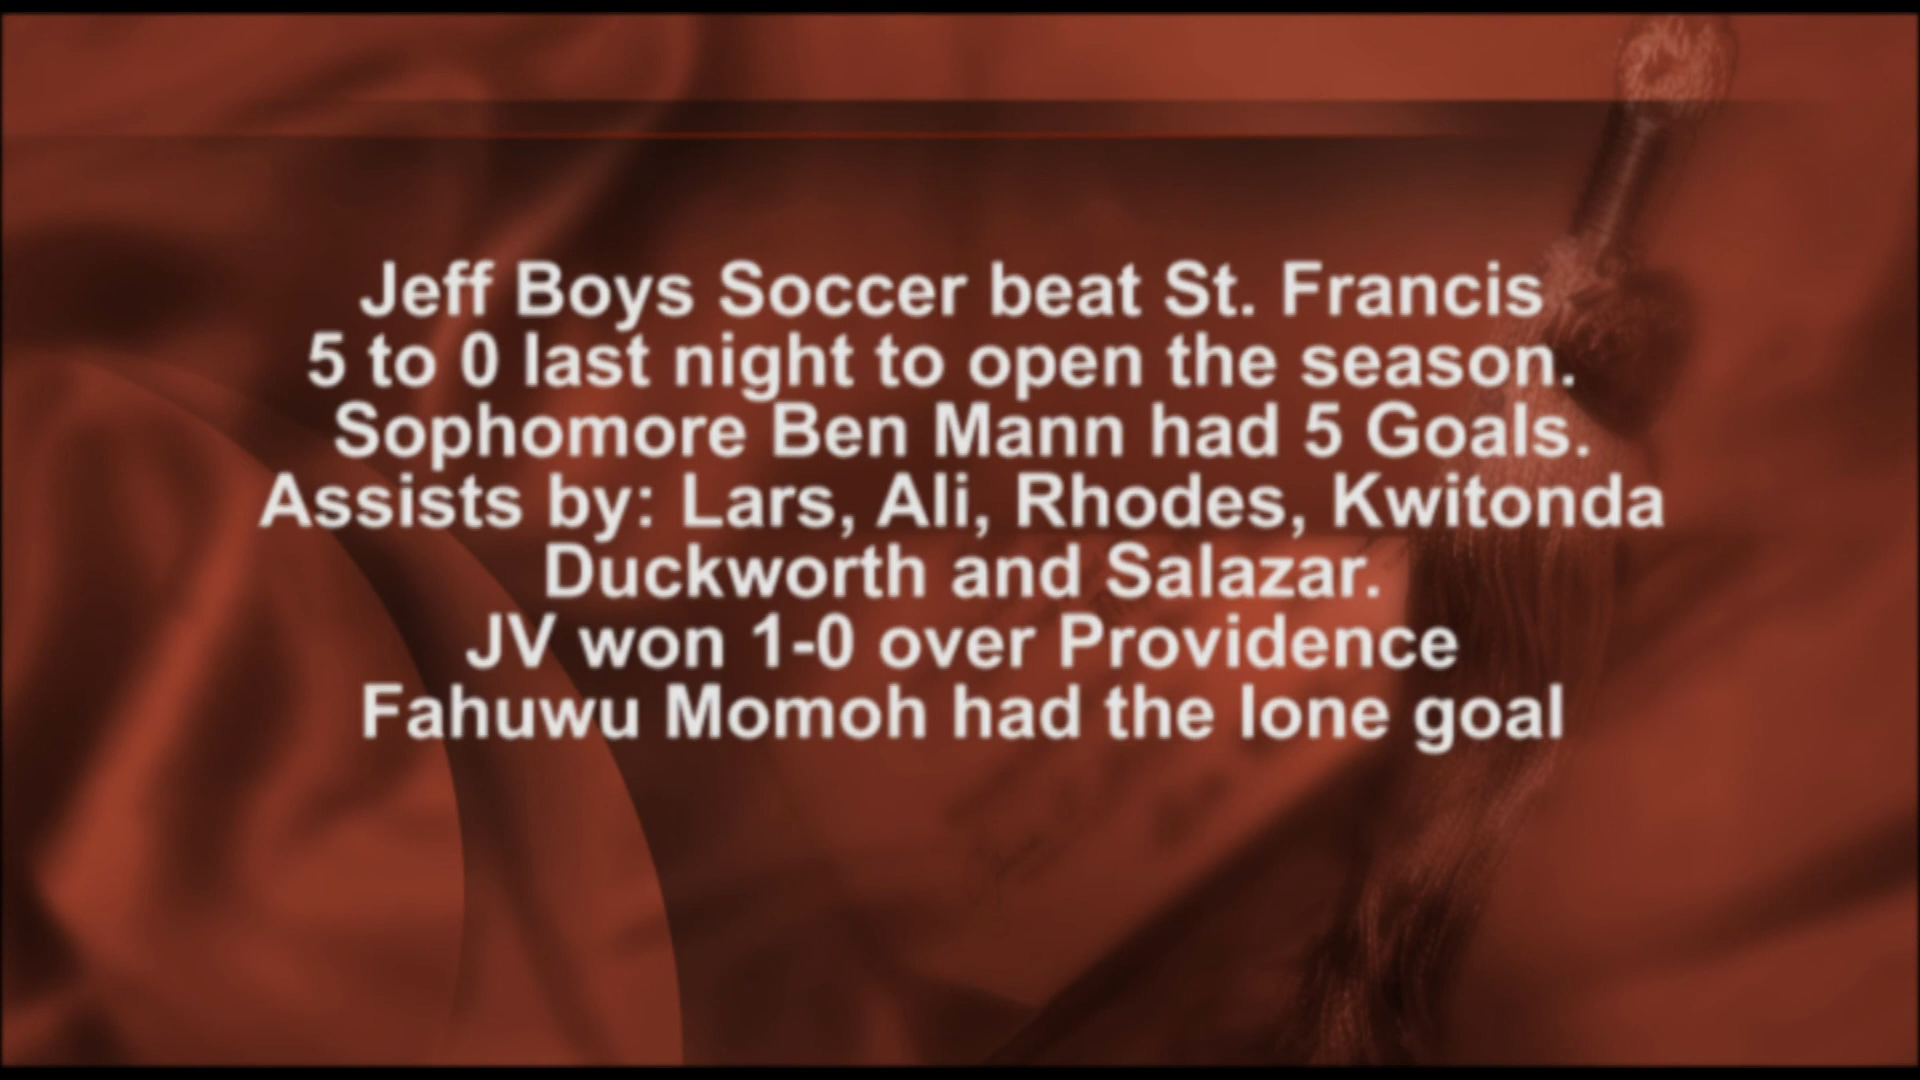 Jeff Boys Soccer beat St. Francis
5 to 0 last night to open the season.
Sophomore Ben Mann had 5 Goals.
Assists by: Lars, Ali, Rhodes, Kwitonda
Duckworth and Salazar.
JV won 1-0 over Providence
Fahuwu Momoh had the lone goal